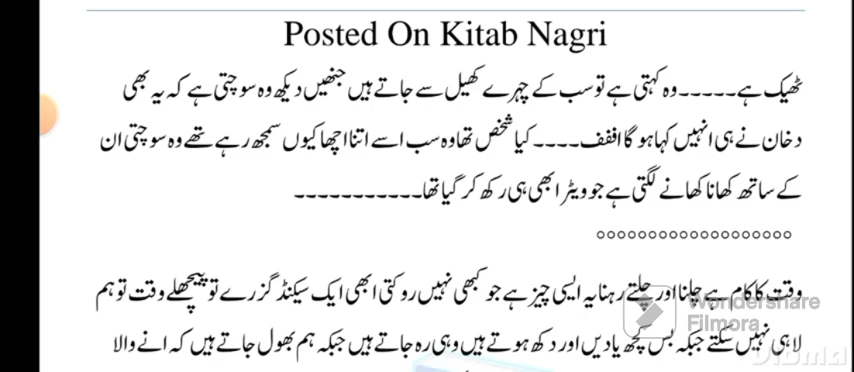 Posted On Kitab Nagri
ٹھیک ہے۔۔۔۔۔وہ کہتی ہے تو سب کے چہرے کھیل سے جاتے ہیں جنھیں دیکھ وہ سوچتی ہے کہ یہ بھی
دخان نے ہی انہیں کہا ہو گا اففف۔۔۔۔کیا شخص تھا وہ سب اسے اتنا اچھا کیوں سمجھ رہے تھے وہ سوچتی ان
کے ساتھ کھانا کھانے لگتی ہے جو ویٹر ابھی ہی رکھ کر گیا تھا۔۔۔۔۔۔۔۔۔۔۔
○○○○○○○○○○○○○○○○○○○
وقت کا کام ہے چلنا اور چلتے رہنا یہ ایسی چیز ہے جو کبھی نہیں روکتی ابھی ایک سیکنڈ گزرے تو پیچھلے وقت تو ہم
Wondershare
Filmora
لا ہی نہیں سکتے جبکہ بس کچھ یادیں اور دکھ ہوتے ہیں وہی رہ جاتے ہیں جبکہ ہم بھول جاتے ہیں کہ انے والا